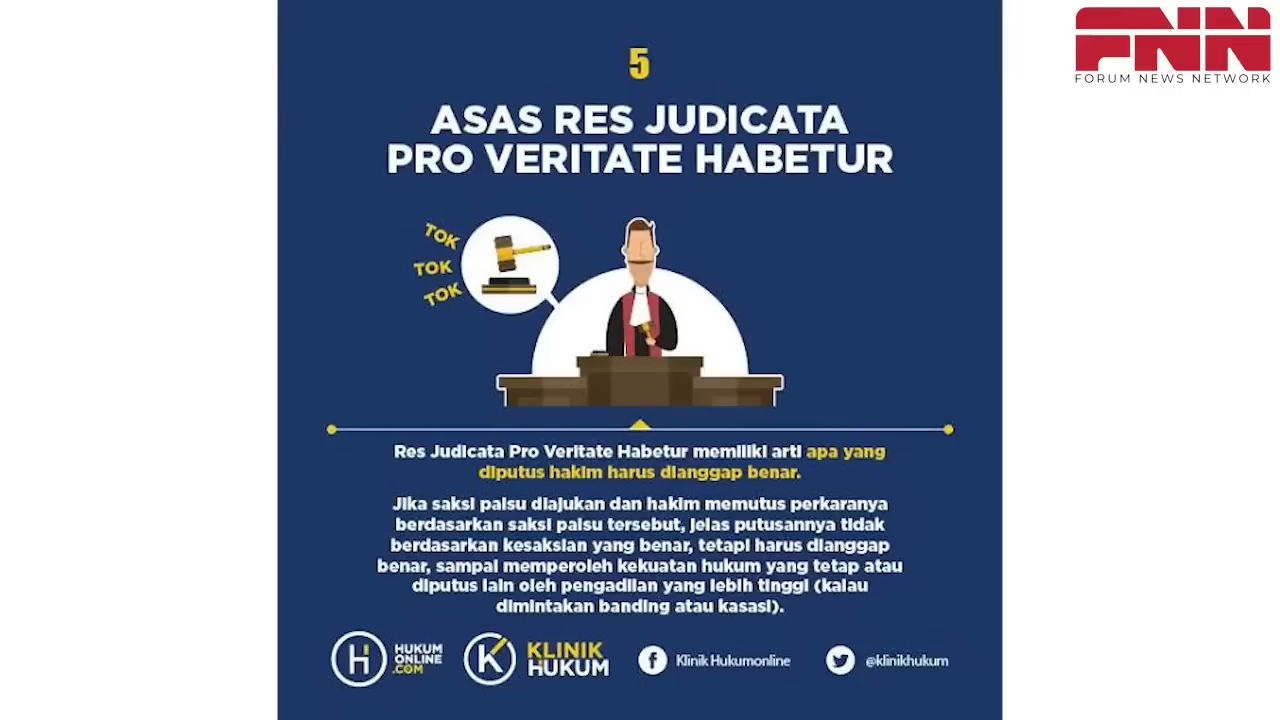 FNN
FORUM NEWS NETWORK
5
ASAS RES JUDICATA
PRO VERITATE HABETUR
TOK
TOK
TOK
Res Judicata Pro Veritate Habetur memiliki arti apa yang
diputus hakim harus dianggap benar.
Jika saksi palsu diajukan dan hakim memutus perkaranya
berdasarkan saksi palsu tersebut, jelas putusannya tidak
berdasarkan kesaksian yang benar, tetapi harus dianggap
benar, sampai memperoleh kekuatan hukum yang tetap atau
diputus lain oleh pengadilan yang lebih tinggi (kalau
dimintakan banding atau kasasi).
HUKUM
ONLINE
.COM
KLINIK
HUKUM
Klinik Hukumonline
@klinikhukum